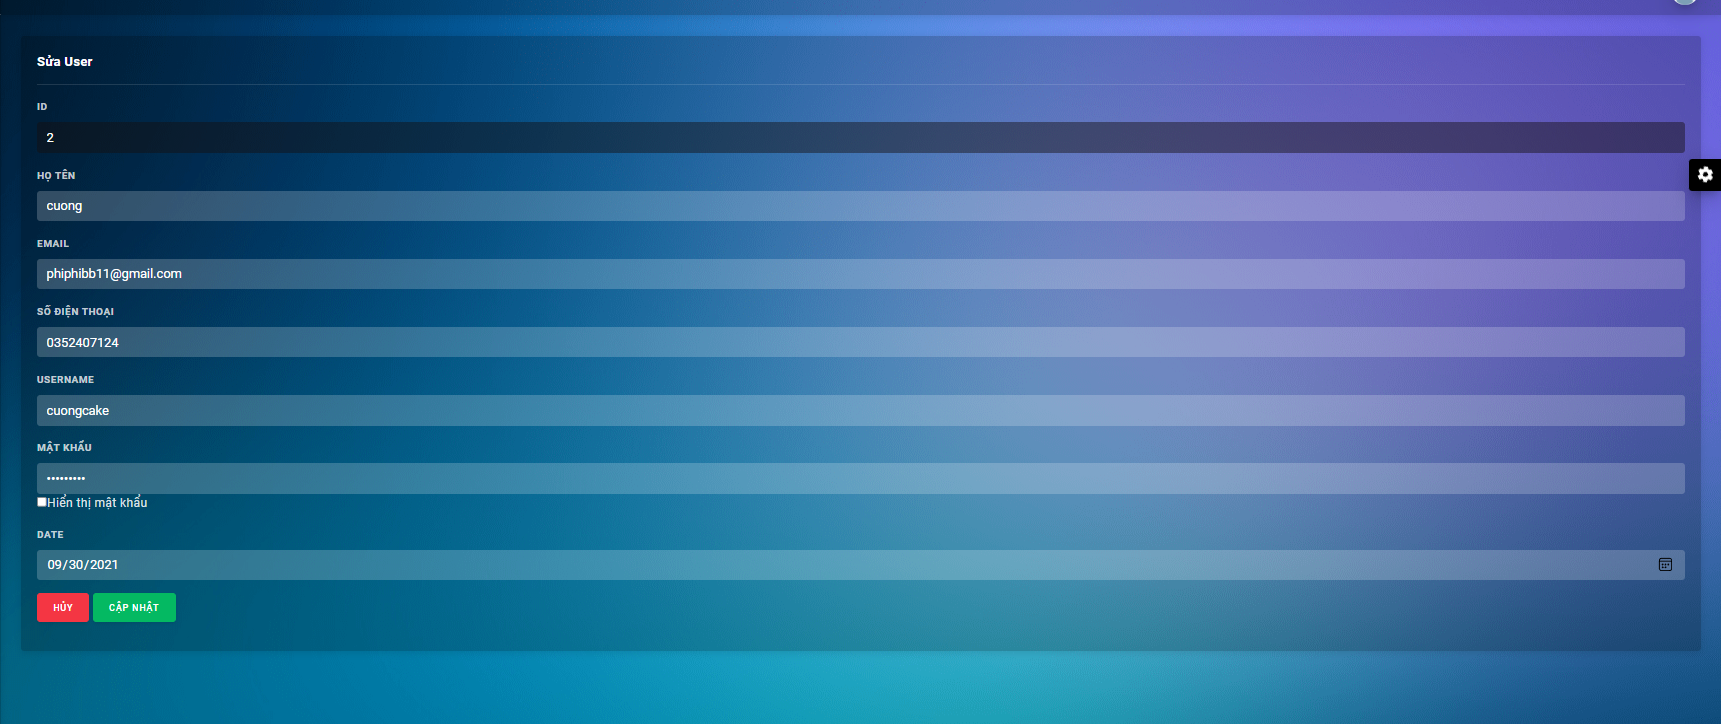 Sửa User
ID
2
HỌ TÊN
cuong
EMAIL
phiphibb11@gmail.com
SỐ ĐIỆN THOẠI
0352407124
USERNAME
cuongcake
MẬT KHẨU
•••••••••
Hiển thị mật khẩu
DATE
09/30/2021
HỦY CẬP NHẬT